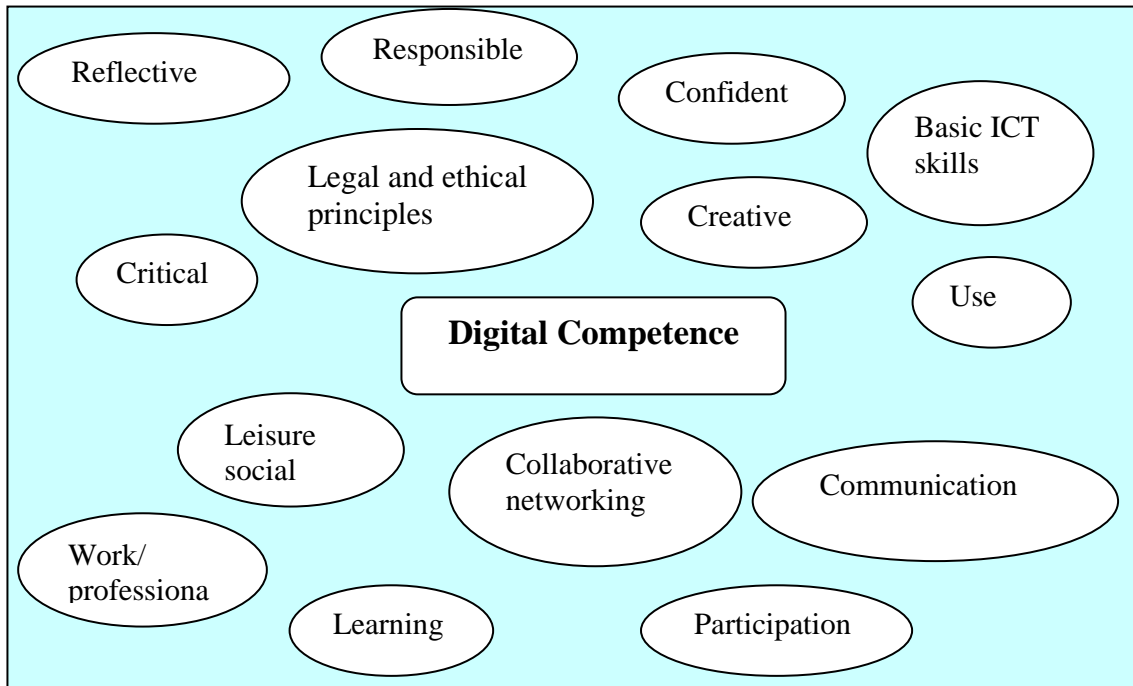 Reflective
Responsible
Confident
Basic ICT
skills
Legal and ethical
principles
Creative
Critical
Use
Digital Competence
Leisure
social
Collaborative
networking
Communication
Work/
professiona
Learning
Participation